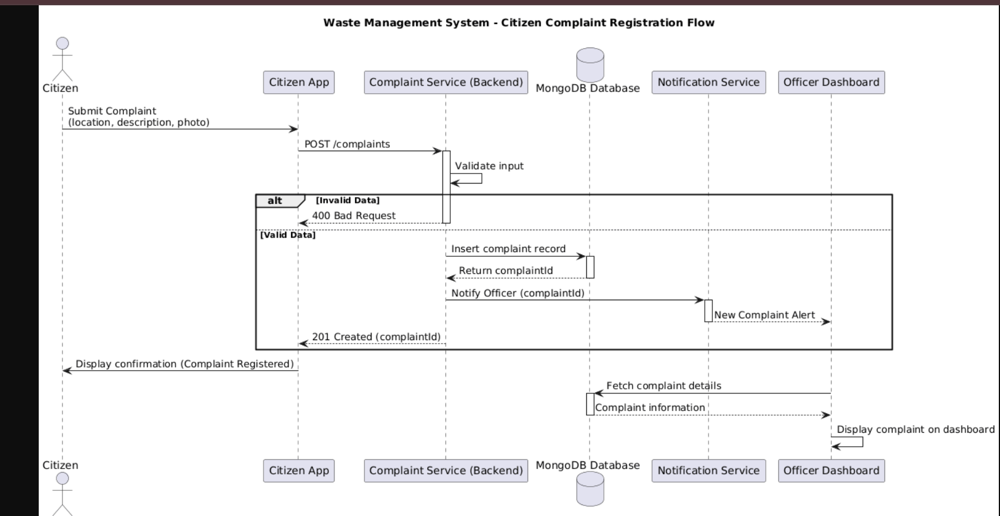 Waste Management System - Citizen Complaint Registration Flow
Citizen
Citizen App
Complaint Service (Backend)
MongoDB Database
Notification Service
Officer Dashboard
Submit Complaint
(location, description, photo)
POST /complaints
Validate input
alt
[Invalid Data]
400 Bad Request
[Valid Data]
Insert complaint record
Return complaintId
Notify Officer (complaintId)
New Complaint Alert
201 Created (complaintId)
Display confirmation (Complaint Registered)
Fetch complaint details
Complaint information
Display complaint on dashboard
Citizen
Citizen App
Complaint Service (Backend)
MongoDB Database
Notification Service
Officer Dashboard